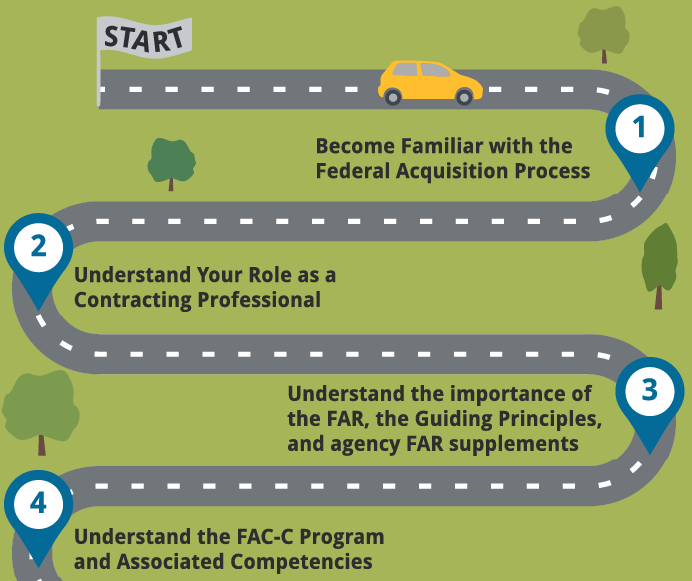 START
1
Become Familiar with the
Federal Acquisition Process
2
Understand Your Role as a
Contracting Professional
3
Understand the importance of
the FAR, the Guiding Principles,
and agency FAR supplements
4
Understand the FAC-C Program
and Associated Competencies